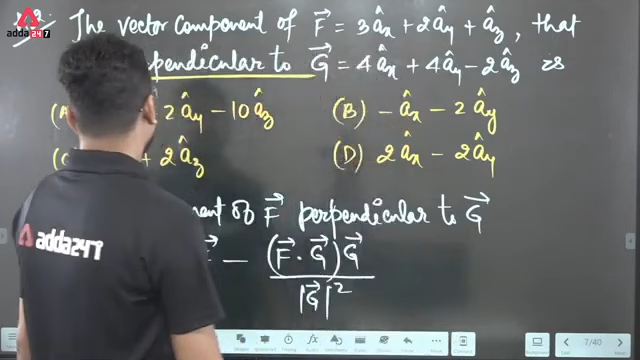 The vector component of F⃗ = 3âx + 2ây + âz, that
pendicular to G⃗ = 4âx + 4ây - 2âz is
2ây - 10âz (B) - âx - 2ây
+ 2âz (D) 2âx - 2ây
of F⃗ perpendicular to G⃗
- (F⃗ · G⃗) G⃗
|G⃗|²
adda247
adda247
7/40